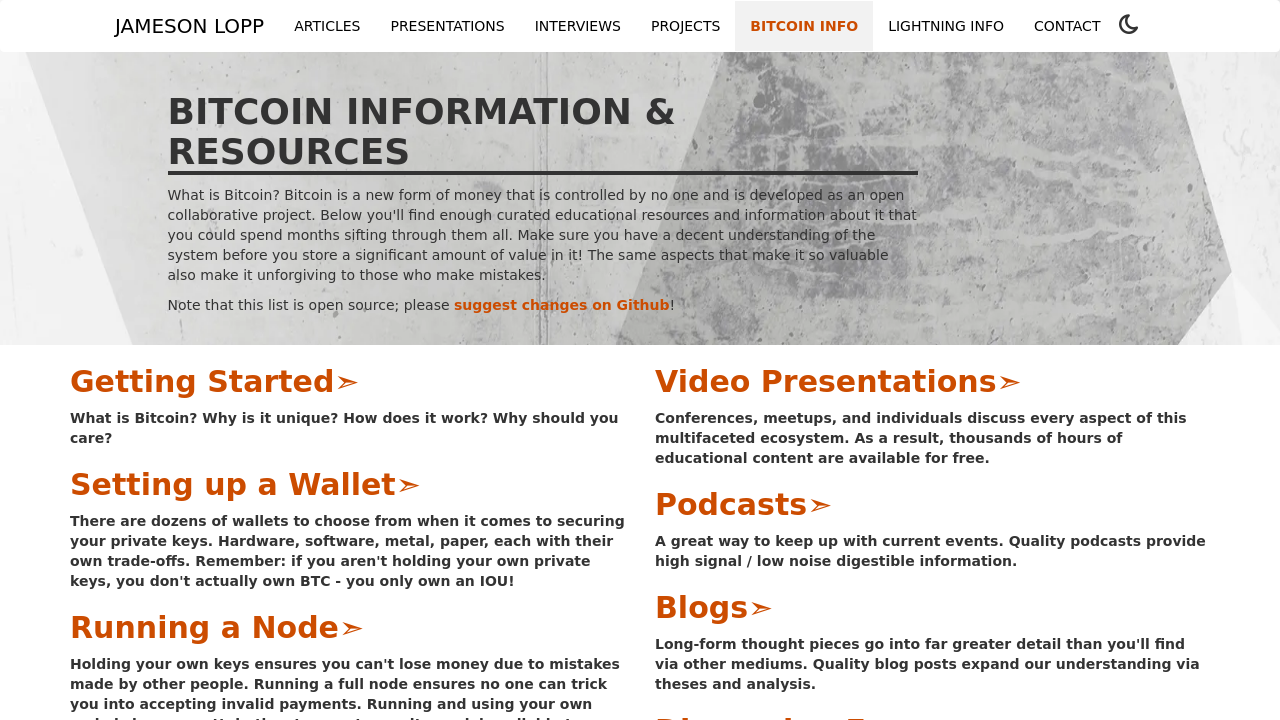 JAMESON LOPP ARTICLES PRESENTATIONS INTERVIEWS PROJECTS BITCOIN INFO LIGHTNING INFO CONTACT
BITCOIN INFORMATION &
RESOURCES
What is Bitcoin? Bitcoin is a new form of money that is controlled by no one and is developed as an open
collaborative project. Below you'll find enough curated educational resources and information about it that
you could spend months sifting through them all. Make sure you have a decent understanding of the
system before you store a significant amount of value in it! The same aspects that make it so valuable
also make it unforgiving to those who make mistakes.
Note that this list is open source; please suggest changes on Github!
Getting Started➣
What is Bitcoin? Why is it unique? How does it work? Why should you
care?
Setting up a Wallet➣
There are dozens of wallets to choose from when it comes to securing
your private keys. Hardware, software, metal, paper, each with their
own trade-offs. Remember: if you aren't holding your own private
keys, you don't actually own BTC - you only own an IOU!
Running a Node➣
Holding your own keys ensures you can't lose money due to mistakes
made by other people. Running a full node ensures no one can trick
you into accepting invalid payments. Running and using your own
Video Presentations➣
Conferences, meetups, and individuals discuss every aspect of this
multifaceted ecosystem. As a result, thousands of hours of
educational content are available for free.
Podcasts➣
A great way to keep up with current events. Quality podcasts provide
high signal / low noise digestible information.
Blogs➣
Long-form thought pieces go into far greater detail than you'll find
via other mediums. Quality blog posts expand our understanding via
theses and analysis.